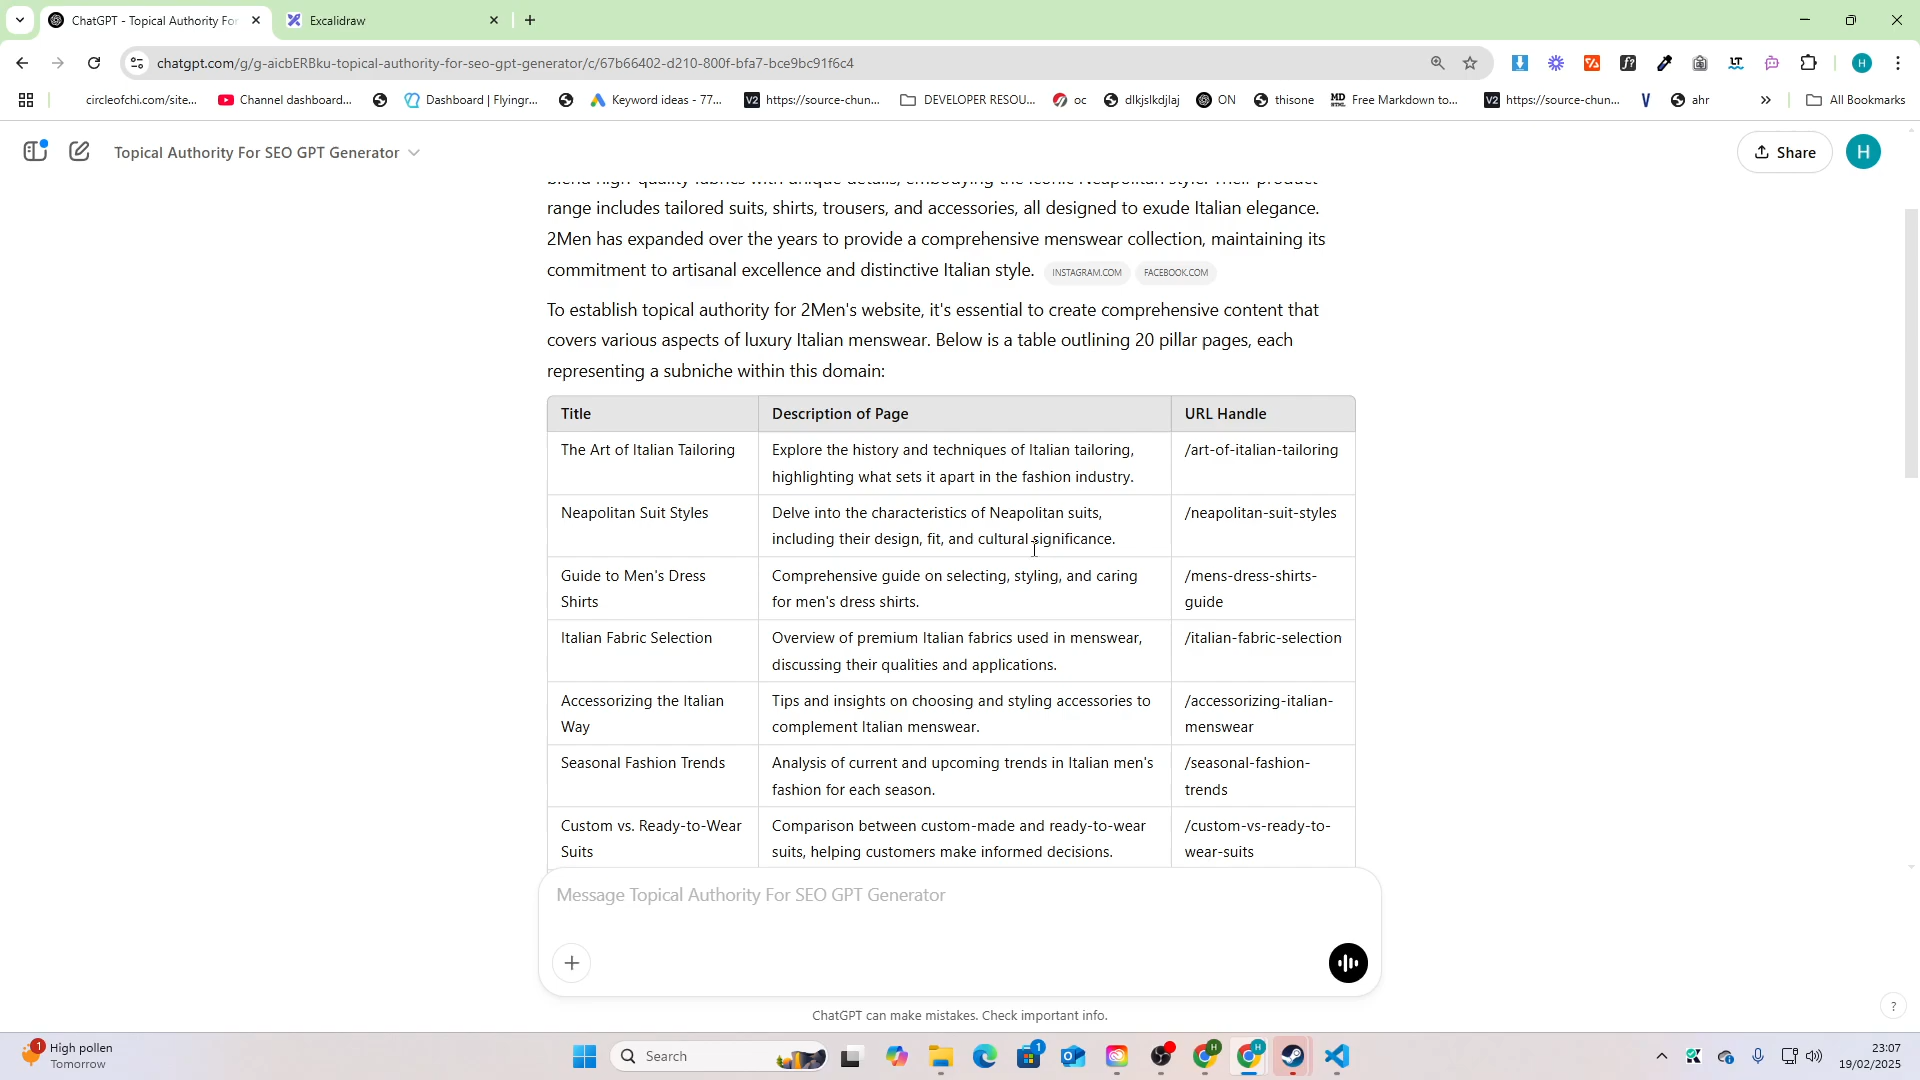 ChatGPT - Topical Authority For
Excalidraw
chatgpt.com/g/g-aicbERBku-topical-authority-for-seo-gpt-generator/c/67b66402-d210-800f-bfa7-bce9bc91f6c4
circleofchi.com/site...
Channel dashboard...
Dashboard | Flyingr...
Keyword ideas - 77...
https://source-chun...
DEVELOPER RESOU...
oc
dlkjslkdjlaj
ON
thisone
Free Markdown to...
https://source-chun...
ahr
All Bookmarks
Topical Authority For SEO GPT Generator
Share
H
blend high-quality fabrics with unique details, embodying the iconic Neapolitan style. Their product
range includes tailored suits, shirts, trousers, and accessories, all designed to exude Italian elegance.
2Men has expanded over the years to provide a comprehensive menswear collection, maintaining its
commitment to artisanal excellence and distinctive Italian style. INSTAGRAM.COM FACEBOOK.COM
To establish topical authority for 2Men's website, it's essential to create comprehensive content that
covers various aspects of luxury Italian menswear. Below is a table outlining 20 pillar pages, each
representing a subniche within this domain:
Title Description of Page URL Handle
The Art of Italian Tailoring Explore the history and techniques of Italian tailoring, /art-of-italian-tailoring
highlighting what sets it apart in the fashion industry.
Neapolitan Suit Styles Delve into the characteristics of Neapolitan suits, /neapolitan-suit-styles
including their design, fit, and cultural significance.
Guide to Men's Dress Comprehensive guide on selecting, styling, and caring /mens-dress-shirts-
Shirts for men's dress shirts. guide
Italian Fabric Selection Overview of premium Italian fabrics used in menswear, /italian-fabric-selection
discussing their qualities and applications.
Accessorizing the Italian Tips and insights on choosing and styling accessories to /accessorizing-italian-
Way complement Italian menswear. menswear
Seasonal Fashion Trends Analysis of current and upcoming trends in Italian men's /seasonal-fashion-
fashion for each season. trends
Custom vs. Ready-to-Wear Comparison between custom-made and ready-to-wear /custom-vs-ready-to-
Suits suits, helping customers make informed decisions. wear-suits
Message Topical Authority For SEO GPT Generator
ChatGPT can make mistakes. Check important info.
?
High pollen
Tomorrow
Search
23:07
19/02/2025